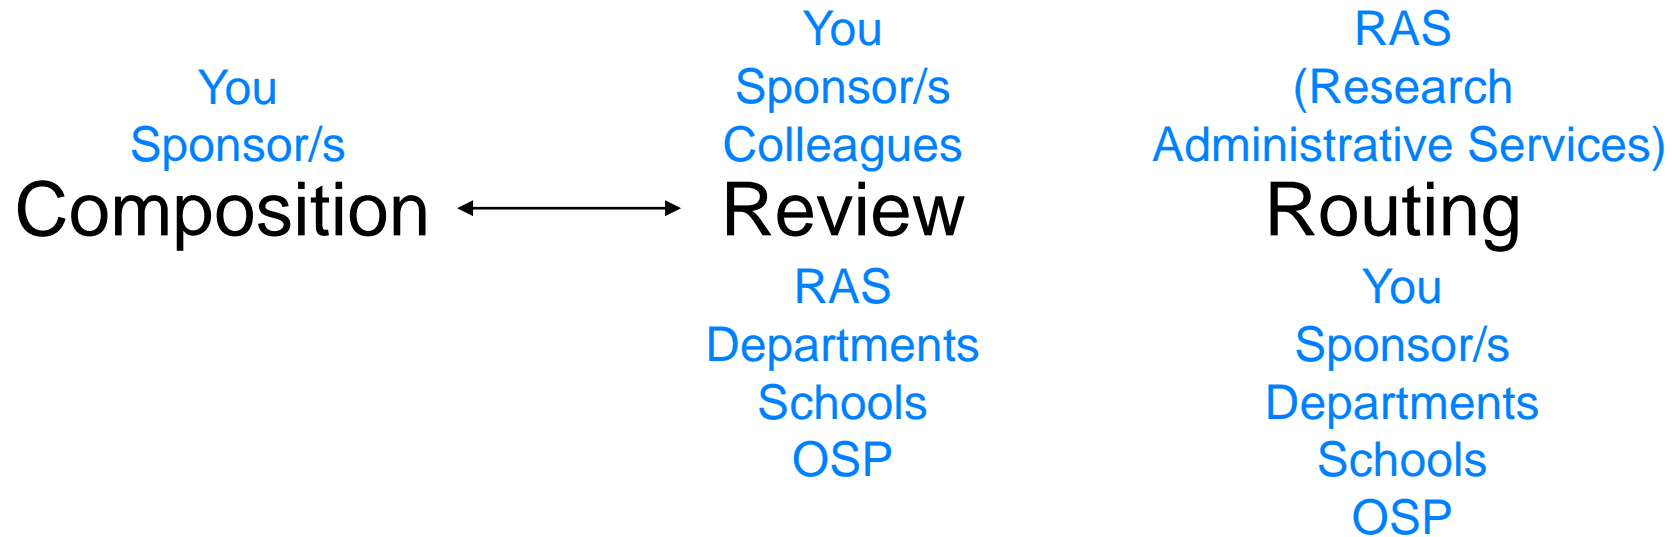 You
Sponsor/s
Composition
You
Sponsor/s
Colleagues
Review
RAS
Departments
Schools
OSP
RAS
(Research
Administrative Services)
Routing
You
Sponsor/s
Departments
Schools
OSP